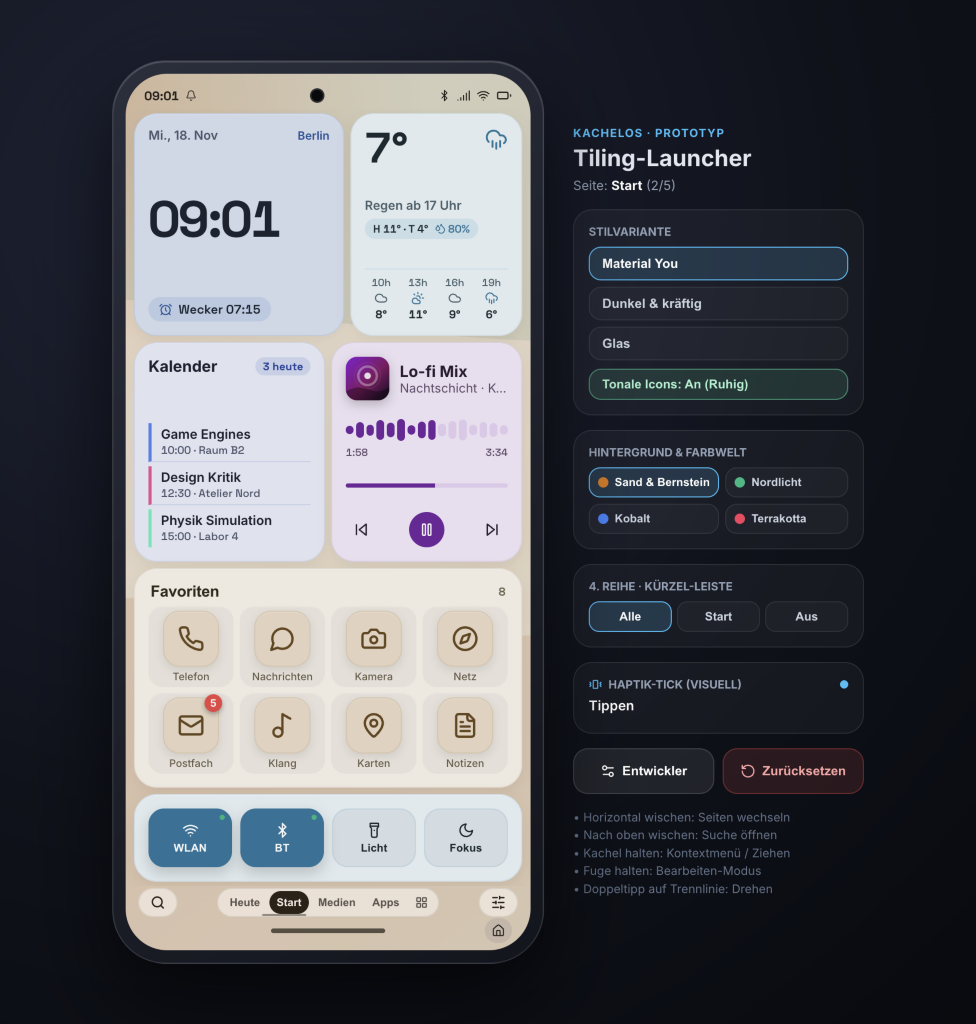 09:01
Mi., 18. Nov
Berlin
09:01
Wecker 07:15
7°
Regen ab 17 Uhr
H 11° · T 4° 80%
10h 13h 16h 19h
8° 11° 9° 6°
Kalender
3 heute
Game Engines
10:00 · Raum B2
Design Kritik
12:30 · Atelier Nord
Physik Simulation
15:00 · Labor 4
Lo-fi Mix
Nachtschicht · K...
1:58 3:34
Favoriten 8
Telefon Nachrichten Kamera Netz
5
Postfach Klang Karten Notizen
WLAN BT Licht Fokus
Heute Start Medien Apps
KACHELOS · PROTOTYP
Tiling-Launcher
Seite: Start (2/5)
STILVARIANTE
Material You
Dunkel & kräftig
Glas
Tonale Icons: An (Ruhig)
HINTERGRUND & FARBWELT
Sand & Bernstein Nordlicht
Kobalt Terrakotta
4. REIHE · KÜRZEL-LEISTE
Alle Start Aus
HAPTIK-TICK (VISUELL)
Tippen
Entwickler Zurücksetzen
• Horizontal wischen: Seiten wechseln
• Nach oben wischen: Suche öffnen
• Kachel halten: Kontextmenü / Ziehen
• Fuge halten: Bearbeiten-Modus
• Doppeltipp auf Trennlinie: Drehen